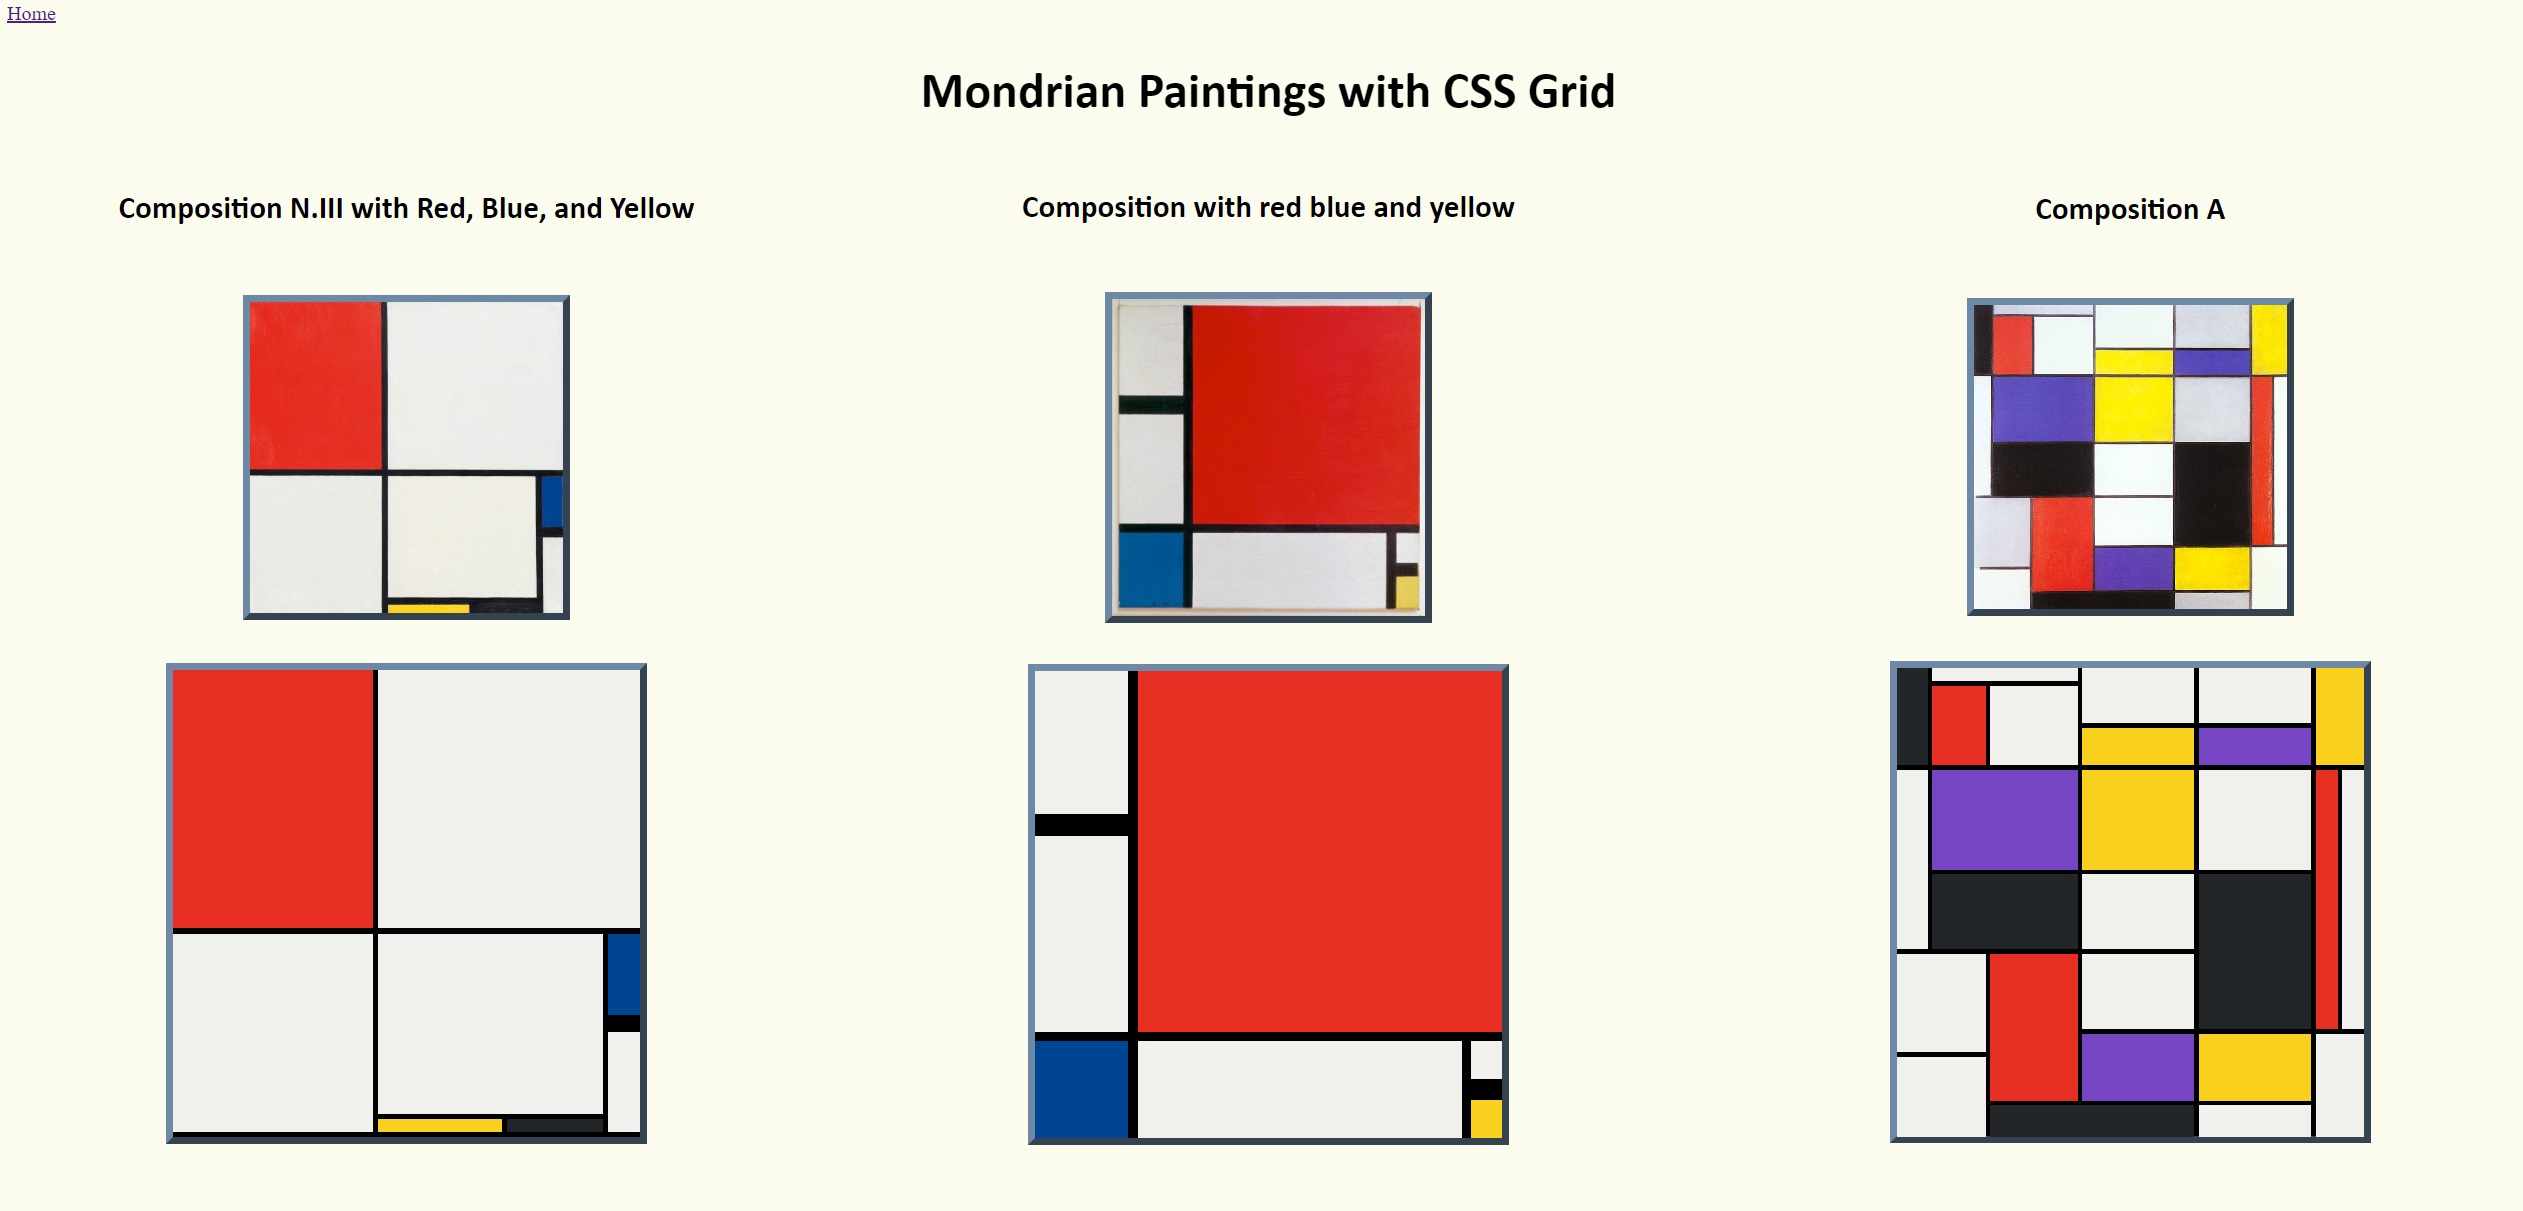 Home
Mondrian Paintings with CSS Grid
Composition N.III with Red, Blue, and Yellow
Composition with red blue and yellow
Composition A